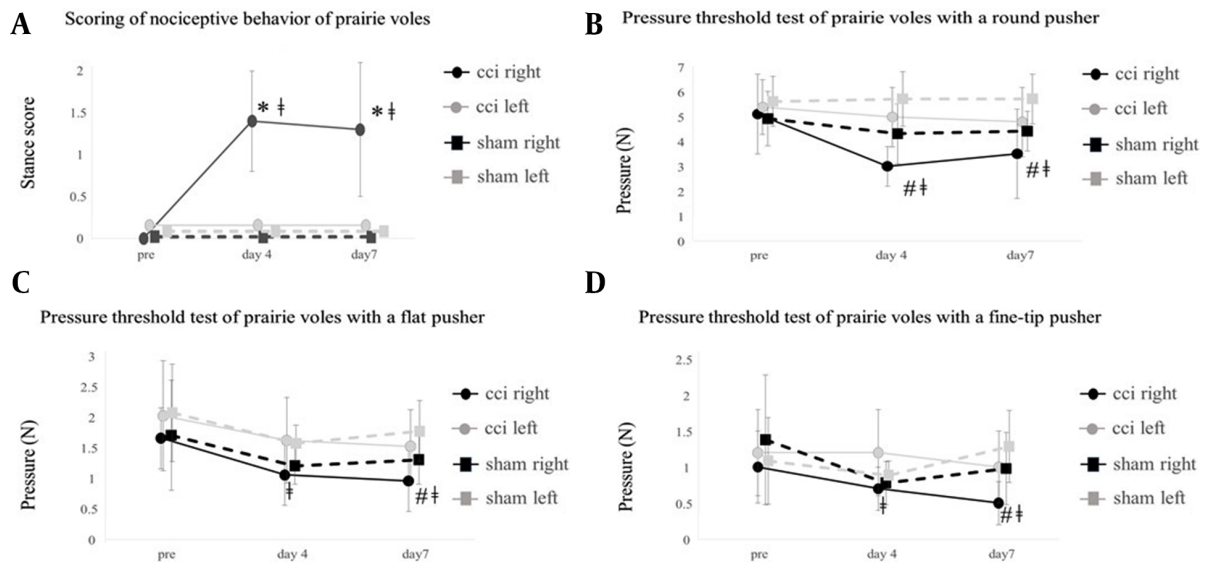 A
Scoring of nociceptive behavior of prairie voles
Stance score
2
1.5
1
0.5
0
* ǂ
* ǂ
pre
day 4
day7
cci right
cci left
sham right
sham left
B
Pressure threshold test of prairie voles with a round pusher
Pressure (N)
7
6
5
4
3
2
1
0
# ǂ
# ǂ
pre
day 4
day7
cci right
cci left
sham right
sham left
C
Pressure threshold test of prairie voles with a flat pusher
Pressure (N)
3
2.5
2
1.5
1
0.5
0
ǂ
# ǂ
pre
day 4
day7
cci right
cci left
sham right
sham left
D
Pressure threshold test of prairie voles with a fine-tip pusher
Pressure (N)
2.5
2
1.5
1
0.5
0
ǂ
# ǂ
pre
day 4
day7
cci right
cci left
sham right
sham left